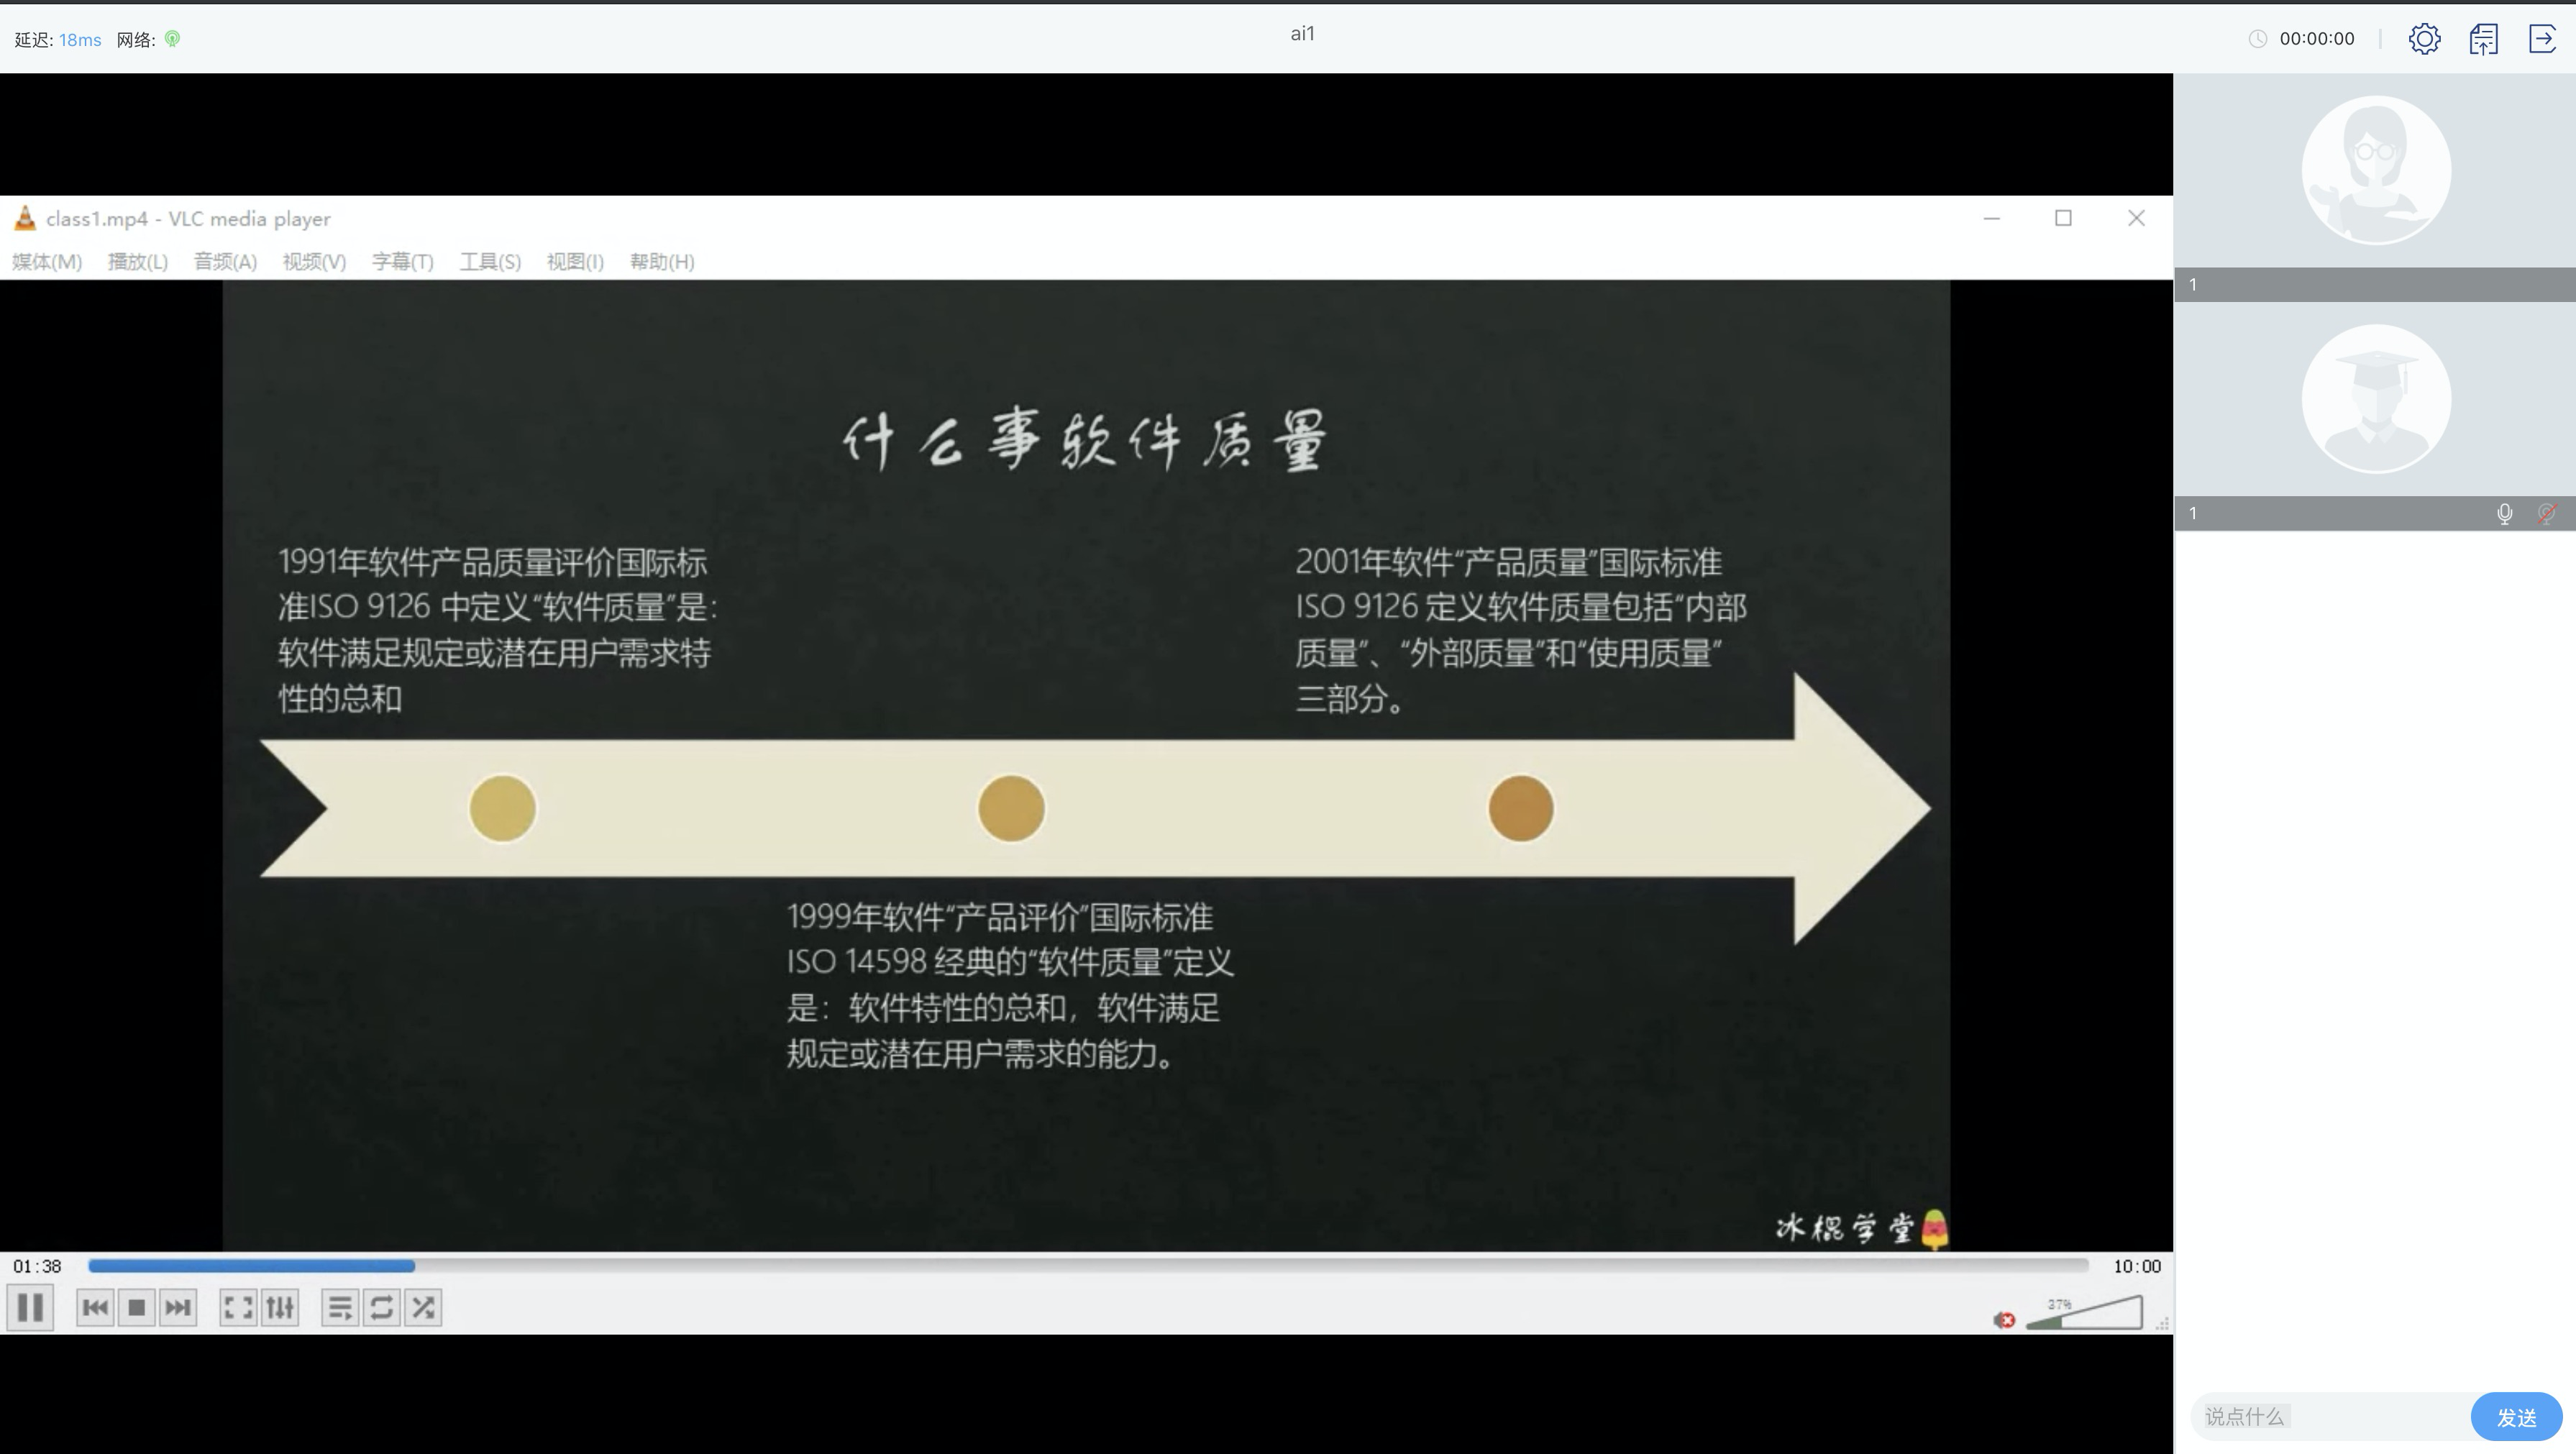 延迟: 18ms 网络:
ai1
00:00:00
class1.mp4 - VLC media player
媒体(M) 播放(L) 音频(A) 视频(V) 字幕(T) 工具(S) 视图(I) 帮助(H)
什么事软件质量
1991年软件产品质量评价国际标
准ISO 9126 中定义“软件质量”是：
软件满足规定或潜在用户需求特
性的总和
2001年软件“产品质量”国际标准
ISO 9126 定义软件质量包括“内部
质量”、“外部质量”和“使用质量”
三部分。
1999年软件“产品评价”国际标准
ISO 14598 经典的“软件质量”定义
是：软件特性的总和，软件满足
规定或潜在用户需求的能力。
冰棍学堂
01:38
10:00
37%
1
1
说点什么
发送